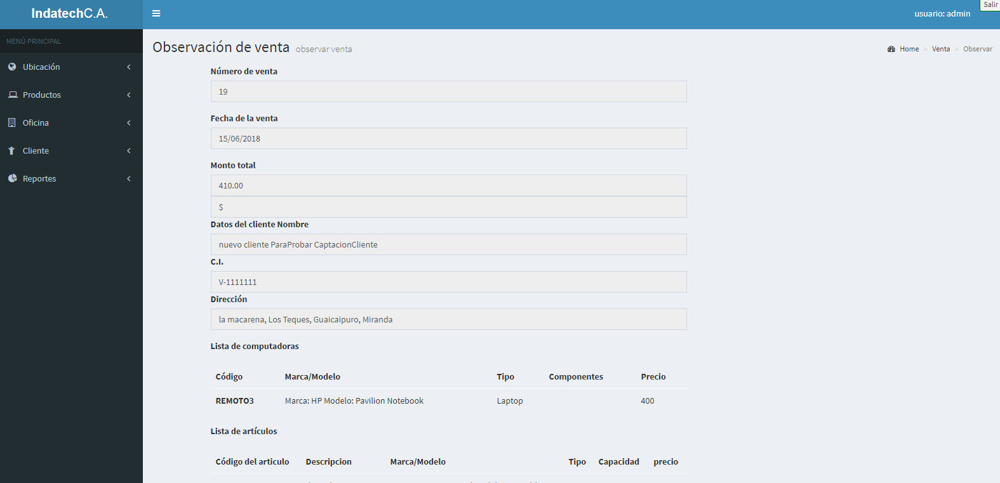 IndatechC.A.
usuario: admin
Salir
MENÚ PRINCIPAL
Ubicación
Productos
Oficina
Cliente
Reportes
Observación de venta observar venta
Home > Venta > Observar
Número de venta
19
Fecha de la venta
15/06/2018
Monto total
410.00
$
Datos del cliente Nombre
nuevo cliente ParaProbar CaptacionCliente
C.I.
V-1111111
Dirección
la macarena, Los Teques, Guaicaipuro, Miranda
Lista de computadoras
Código Marca/Modelo Tipo Componentes Precio
REMOTO3 Marca: HP Modelo: Pavilion Notebook Laptop 400
Lista de artículos
Código del articulo Descripcion Marca/Modelo Tipo Capacidad precio